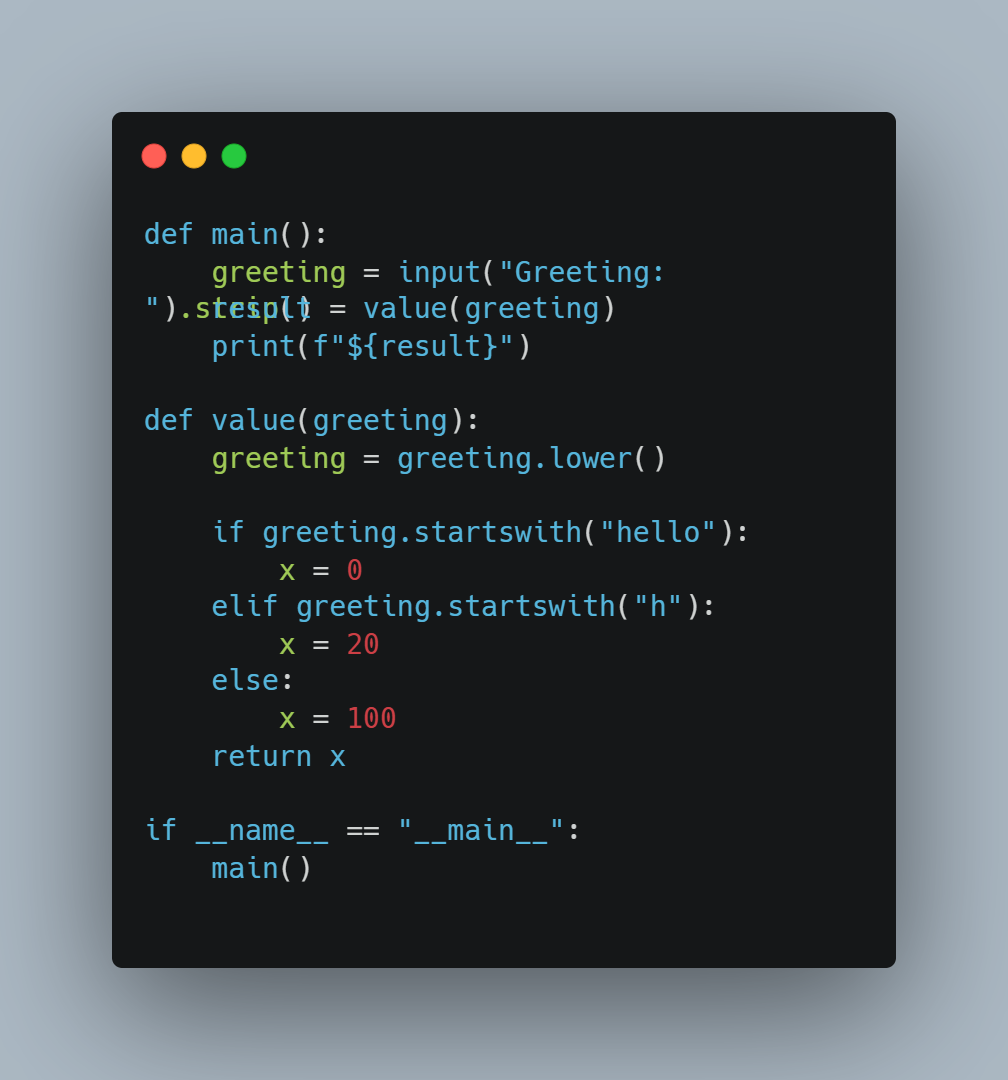 def main():
    greeting = input("Greeting:
").strip()
    result = value(greeting)
    print(f"${result}")

def value(greeting):
    greeting = greeting.lower()

    if greeting.startswith("hello"):
        x = 0
    elif greeting.startswith("h"):
        x = 20
    else:
        x = 100
    return x

if __name__ == "__main__":
    main()